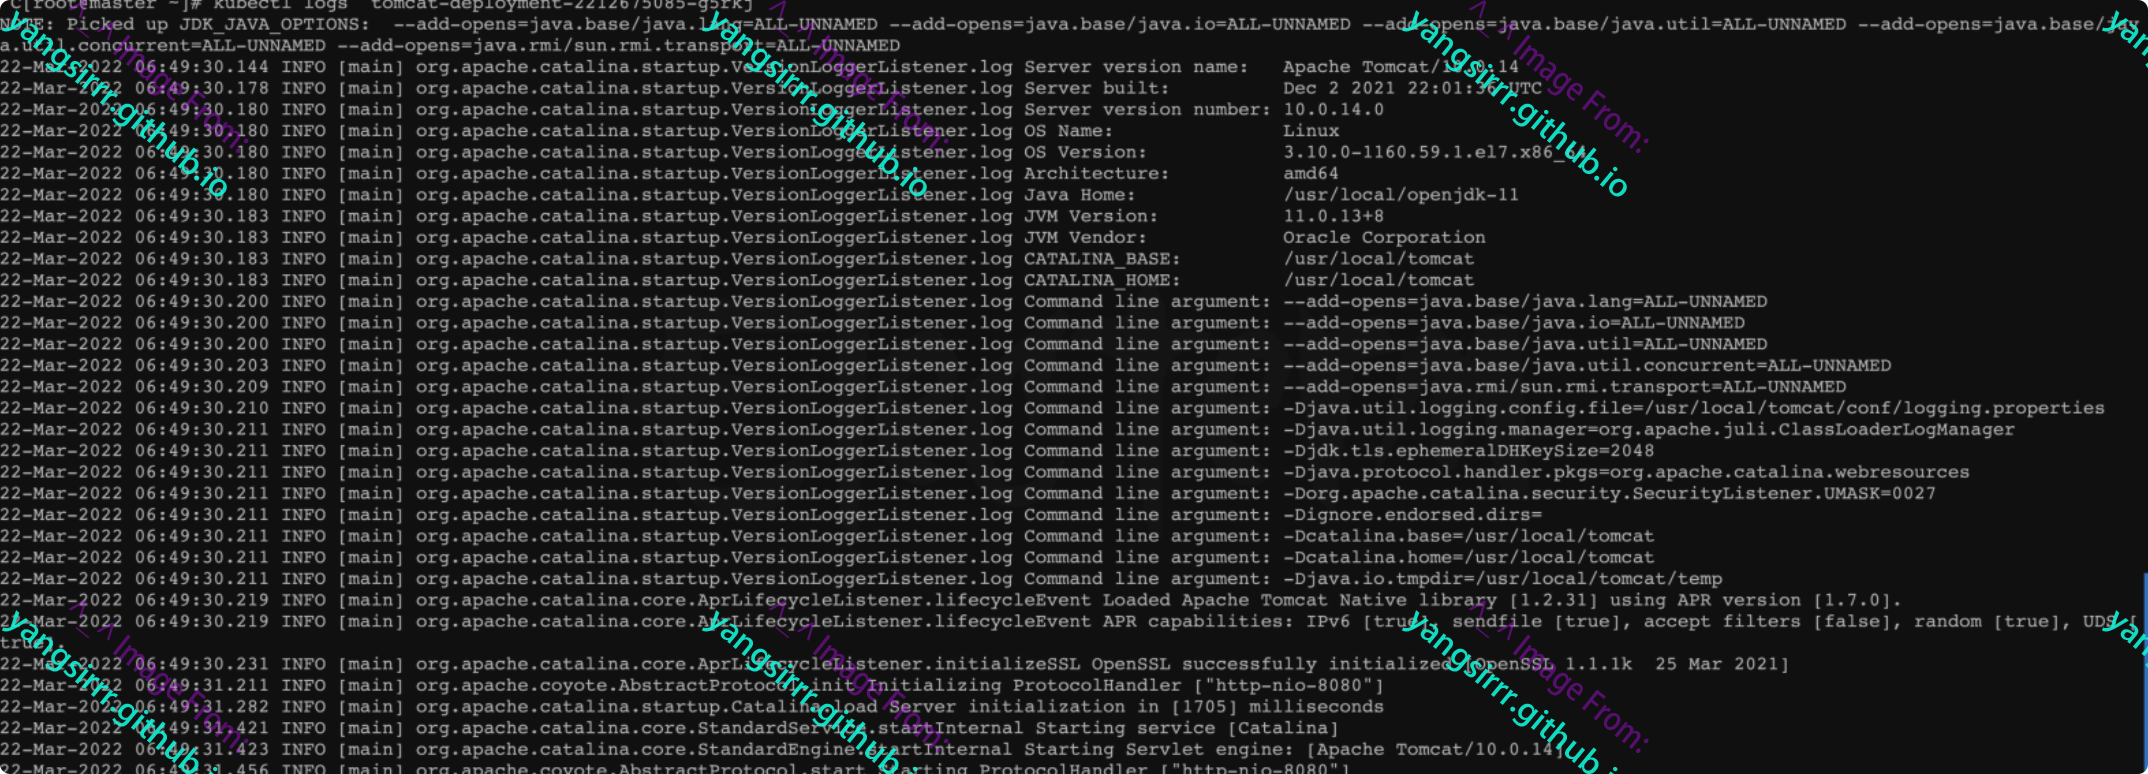 C[root@master ~]# kubectl logs  tomcat-deployment-2212675085-g5rkj
NOTE: Picked up JDK_JAVA_OPTIONS:  --add-opens=java.base/java.lang=ALL-UNNAMED --add-opens=java.base/java.io=ALL-UNNAMED --add-opens=java.base/java.util=ALL-UNNAMED --add-opens=java.base/jav
a.util.concurrent=ALL-UNNAMED --add-opens=java.rmi/sun.rmi.transport=ALL-UNNAMED
22-Mar-2022 06:49:30.144 INFO [main] org.apache.catalina.startup.VersionLoggerListener.log Server version name:   Apache Tomcat/10.0.14
22-Mar-2022 06:49:30.178 INFO [main] org.apache.catalina.startup.VersionLoggerListener.log Server built:          Dec 2 2021 22:01:36 UTC
22-Mar-2022 06:49:30.180 INFO [main] org.apache.catalina.startup.VersionLoggerListener.log Server version number: 10.0.14.0
22-Mar-2022 06:49:30.180 INFO [main] org.apache.catalina.startup.VersionLoggerListener.log OS Name:               Linux
22-Mar-2022 06:49:30.180 INFO [main] org.apache.catalina.startup.VersionLoggerListener.log OS Version:            3.10.0-1160.59.1.el7.x86_64
22-Mar-2022 06:49:30.180 INFO [main] org.apache.catalina.startup.VersionLoggerListener.log Architecture:          amd64
22-Mar-2022 06:49:30.180 INFO [main] org.apache.catalina.startup.VersionLoggerListener.log Java Home:             /usr/local/openjdk-11
22-Mar-2022 06:49:30.183 INFO [main] org.apache.catalina.startup.VersionLoggerListener.log JVM Version:           11.0.13+8
22-Mar-2022 06:49:30.183 INFO [main] org.apache.catalina.startup.VersionLoggerListener.log JVM Vendor:            Oracle Corporation
22-Mar-2022 06:49:30.183 INFO [main] org.apache.catalina.startup.VersionLoggerListener.log CATALINA_BASE:         /usr/local/tomcat
22-Mar-2022 06:49:30.183 INFO [main] org.apache.catalina.startup.VersionLoggerListener.log CATALINA_HOME:         /usr/local/tomcat
22-Mar-2022 06:49:30.200 INFO [main] org.apache.catalina.startup.VersionLoggerListener.log Command line argument: --add-opens=java.base/java.lang=ALL-UNNAMED
22-Mar-2022 06:49:30.200 INFO [main] org.apache.catalina.startup.VersionLoggerListener.log Command line argument: --add-opens=java.base/java.io=ALL-UNNAMED
22-Mar-2022 06:49:30.200 INFO [main] org.apache.catalina.startup.VersionLoggerListener.log Command line argument: --add-opens=java.base/java.util=ALL-UNNAMED
22-Mar-2022 06:49:30.203 INFO [main] org.apache.catalina.startup.VersionLoggerListener.log Command line argument: --add-opens=java.base/java.util.concurrent=ALL-UNNAMED
22-Mar-2022 06:49:30.209 INFO [main] org.apache.catalina.startup.VersionLoggerListener.log Command line argument: --add-opens=java.rmi/sun.rmi.transport=ALL-UNNAMED
22-Mar-2022 06:49:30.210 INFO [main] org.apache.catalina.startup.VersionLoggerListener.log Command line argument: -Djava.util.logging.config.file=/usr/local/tomcat/conf/logging.properties
22-Mar-2022 06:49:30.211 INFO [main] org.apache.catalina.startup.VersionLoggerListener.log Command line argument: -Djava.util.logging.manager=org.apache.juli.ClassLoaderLogManager
22-Mar-2022 06:49:30.211 INFO [main] org.apache.catalina.startup.VersionLoggerListener.log Command line argument: -Djdk.tls.ephemeralDHKeySize=2048
22-Mar-2022 06:49:30.211 INFO [main] org.apache.catalina.startup.VersionLoggerListener.log Command line argument: -Djava.protocol.handler.pkgs=org.apache.catalina.webresources
22-Mar-2022 06:49:30.211 INFO [main] org.apache.catalina.startup.VersionLoggerListener.log Command line argument: -Dorg.apache.catalina.security.SecurityListener.UMASK=0027
22-Mar-2022 06:49:30.211 INFO [main] org.apache.catalina.startup.VersionLoggerListener.log Command line argument: -Dignore.endorsed.dirs=
22-Mar-2022 06:49:30.211 INFO [main] org.apache.catalina.startup.VersionLoggerListener.log Command line argument: -Dcatalina.base=/usr/local/tomcat
22-Mar-2022 06:49:30.211 INFO [main] org.apache.catalina.startup.VersionLoggerListener.log Command line argument: -Dcatalina.home=/usr/local/tomcat
22-Mar-2022 06:49:30.211 INFO [main] org.apache.catalina.startup.VersionLoggerListener.log Command line argument: -Djava.io.tmpdir=/usr/local/tomcat/temp
22-Mar-2022 06:49:30.219 INFO [main] org.apache.catalina.core.AprLifecycleListener.lifecycleEvent Loaded Apache Tomcat Native library [1.2.31] using APR version [1.7.0].
22-Mar-2022 06:49:30.219 INFO [main] org.apache.catalina.core.AprLifecycleListener.lifecycleEvent APR capabilities: IPv6 [true], sendfile [true], accept filters [false], random [true], UDS [
true].
22-Mar-2022 06:49:30.231 INFO [main] org.apache.catalina.core.AprLifecycleListener.initializeSSL OpenSSL successfully initialized [OpenSSL 1.1.1k  25 Mar 2021]
22-Mar-2022 06:49:31.211 INFO [main] org.apache.coyote.AbstractProtocol.init Initializing ProtocolHandler ["http-nio-8080"]
22-Mar-2022 06:49:31.282 INFO [main] org.apache.catalina.startup.Catalina.load Server initialization in [1705] milliseconds
22-Mar-2022 06:49:31.421 INFO [main] org.apache.catalina.core.StandardService.startInternal Starting service [Catalina]
22-Mar-2022 06:49:31.423 INFO [main] org.apache.catalina.core.StandardEngine.startInternal Starting Servlet engine: [Apache Tomcat/10.0.14]
22-Mar-2022 06:49:31.456 INFO [main] org.apache.coyote.AbstractProtocol.start Starting ProtocolHandler ["http-nio-8080"]
^_^ Image From:
yangsirrr.github.io
^_^ Image From:
yangsirrr.github.io
^_^ Image From:
yangsirrr.github.io
^_^ Image From:
yangsirrr.github.io
^_^ Image From:
yangsirrr.github.io
^_^ Image From:
yangsirrr.github.io